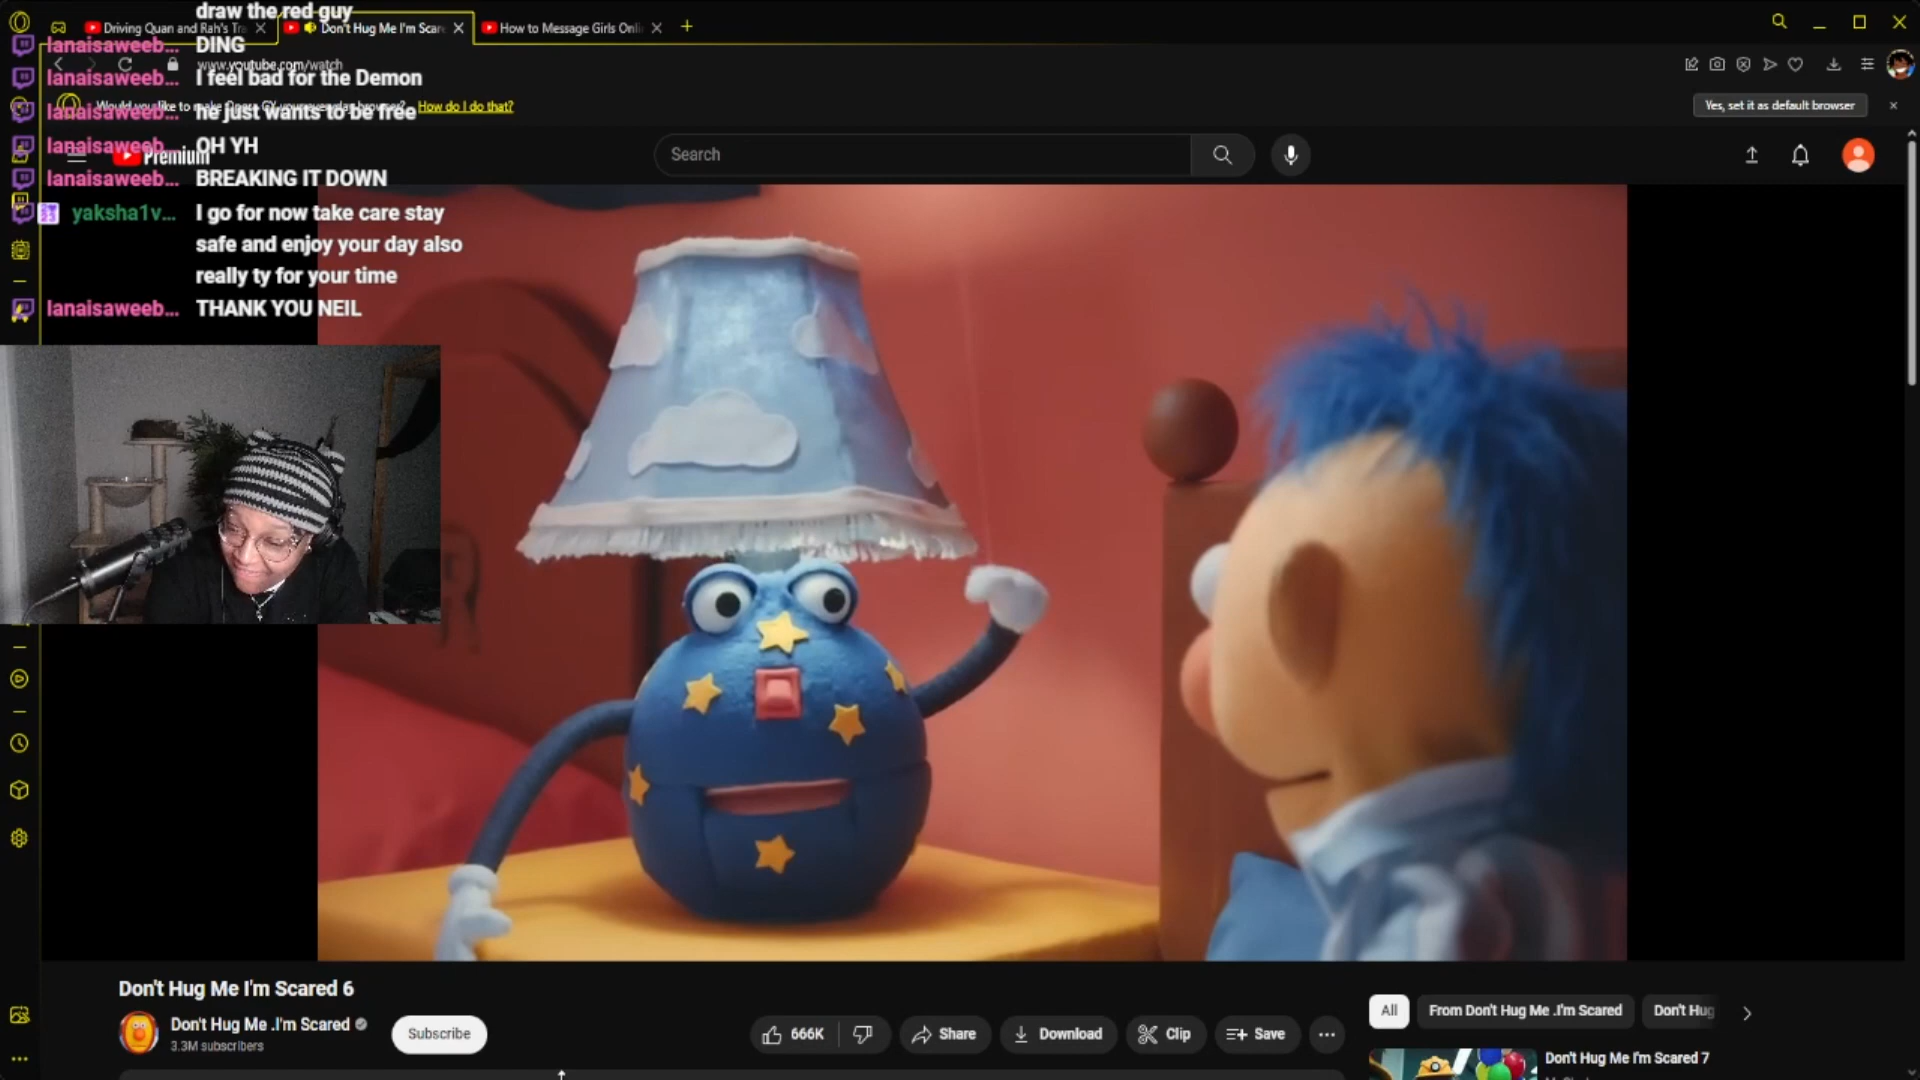 draw the red guy
Driving Quan and Rah's Tr
Don't Hug Me I'm Scar
How to Message Girls Onli
lanaisaweeb... DING
www.youtube.com/watch
lanaisaweeb... I feel bad for the Demon
lanaisaweeb... he just wants to be free
How do I do that?
Yes, set it as default browser
lanaisaweeb... OH YH
Premium
Search
lanaisaweeb... BREAKING IT DOWN
yaksha1v... I go for now take care stay
safe and enjoy your day also
really ty for your time
lanaisaweeb... THANK YOU NEIL
Don't Hug Me I'm Scared 6
Don't Hug Me .I'm Scared
3.3M subscribers
Subscribe
666K
Share
Download
Clip
Save
All
From Don't Hug Me .I'm Scared
Don't Hug
Don't Hug Me I'm Scared 7